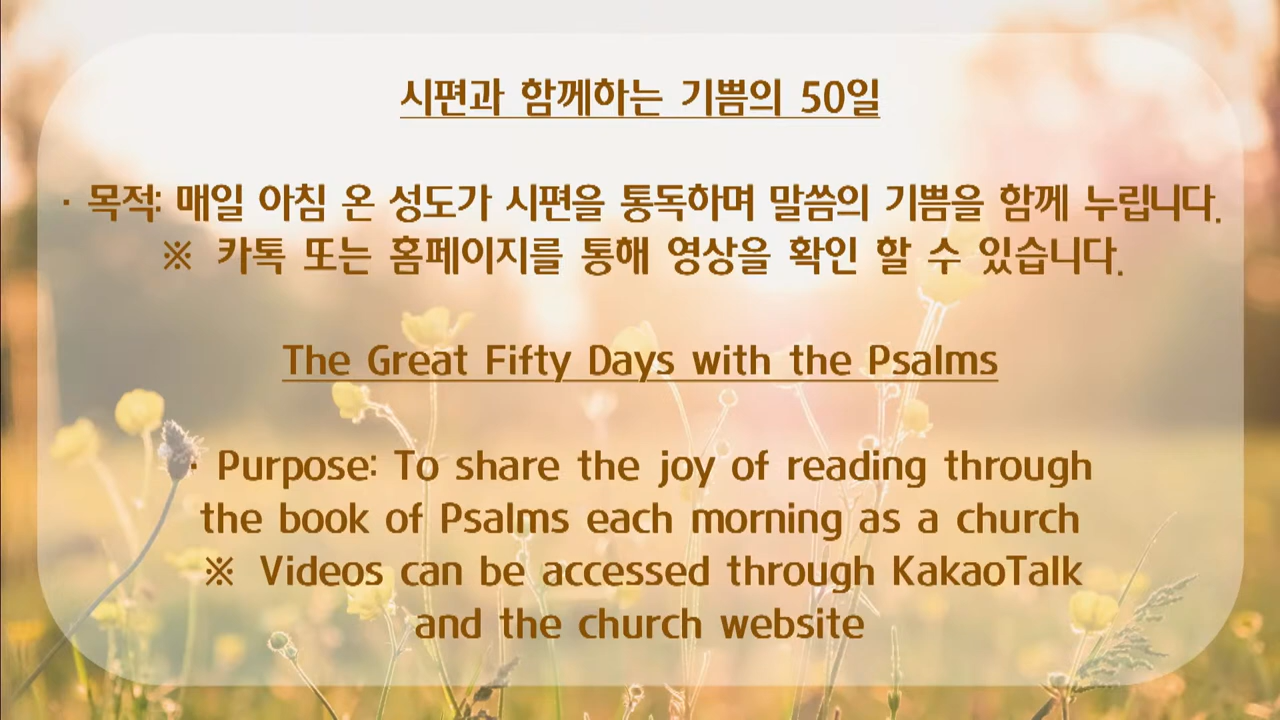 시편과 함께하는 기쁨의 50일
· 목적: 매일 아침 온 성도가 시편을 통독하며 말씀의 기쁨을 함께 누립니다.
※ 카톡 또는 홈페이지를 통해 영상을 확인 할 수 있습니다.
The Great Fifty Days with the Psalms
· Purpose: To share the joy of reading through
the book of Psalms each morning as a church
※ Videos can be accessed through KakaoTalk
and the church website